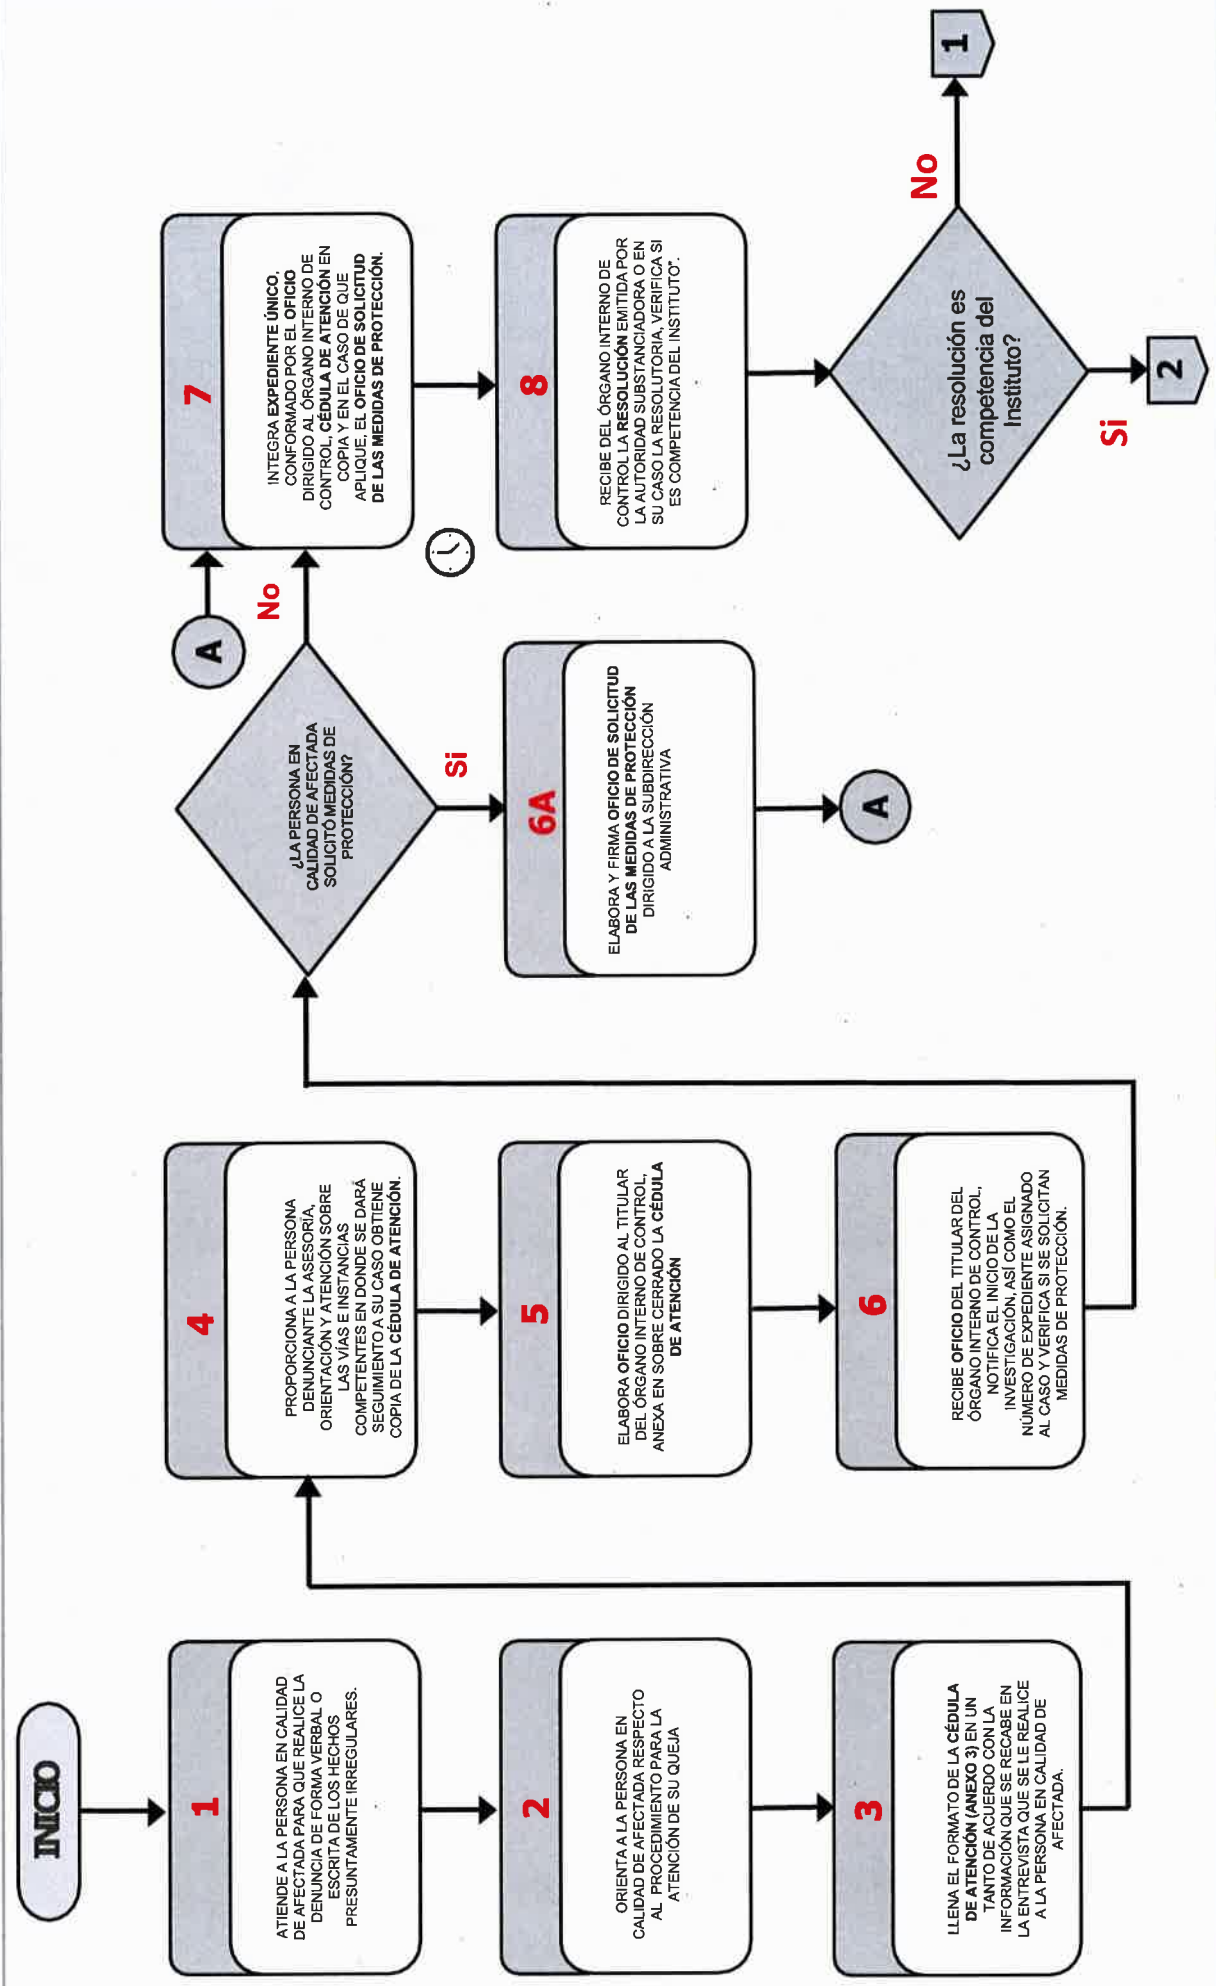 INICIO
1
ATIENDE A LA PERSONA EN CALIDAD
DE AFECTADA PARA QUE REALICE LA
DENUNCIA DE FORMA VERBAL O
ESCRITA DE LOS HECHOS
PRESUNTAMENTE IRREGULARES.
2
ORIENTA A LA PERSONA EN
CALIDAD DE AFECTADA RESPECTO
AL PROCEDIMIENTO PARA LA
ATENCIÓN DE SU QUEJA
3
LLENA EL FORMATO DE LA CÉDULA
DE ATENCIÓN (ANEXO 3) EN UN
TANTO DE ACUERDO CON LA
INFORMACIÓN QUE SE RECABE EN
LA ENTREVISTA QUE SE LE REALICE
A LA PERSONA EN CALIDAD DE
AFECTADA.
4
PROPORCIONA A LA PERSONA
DENUNCIANTE LA ASESORÍA,
ORIENTACIÓN Y ATENCIÓN SOBRE
LAS VÍAS E INSTANCIAS
COMPETENTES EN DONDE SE DARÁ
SEGUIMIENTO A SU CASO OBTIENE
COPIA DE LA CÉDULA DE ATENCIÓN.
5
ELABORA OFICIO DIRIGIDO AL TITULAR
DEL ÓRGANO INTERNO DE CONTROL,
ANEXA EN SOBRE CERRADO LA CÉDULA
DE ATENCIÓN
6
RECIBE OFICIO DEL TITULAR DEL
ÓRGANO INTERNO DE CONTROL,
NOTIFICA EL INICIO DE LA
INVESTIGACIÓN, ASÍ COMO EL
NÚMERO DE EXPEDIENTE ASIGNADO
AL CASO Y VERIFICA SI SE SOLICITAN
MEDIDAS DE PROTECCIÓN.
¿LA PERSONA EN
CALIDAD DE AFECTADA
SOLICITÓ MEDIDAS DE
PROTECCIÓN?
Si
No
6A
ELABORA Y FIRMA OFICIO DE SOLICITUD
DE LAS MEDIDAS DE PROTECCIÓN
DIRIGIDO A LA SUBDIRECCIÓN
ADMINISTRATIVA
A
A
7
INTEGRA EXPEDIENTE ÚNICO,
CONFORMADO POR EL OFICIO
DIRIGIDO AL ÓRGANO INTERNO DE
CONTROL, CÉDULA DE ATENCIÓN EN
COPIA Y EN EL CASO DE QUE
APLIQUE, EL OFICIO DE SOLICITUD
DE LAS MEDIDAS DE PROTECCIÓN.
8
RECIBE DEL ÓRGANO INTERNO DE
CONTROL LA RESOLUCIÓN EMITIDA POR
LA AUTORIDAD SUBSTANCIADORA O EN
SU CASO LA RESOLUTORIA, VERIFICA SI
ES COMPETENCIA DEL INSTITUTO".
¿La resolución es
competencia del
Instituto?
Si
No
2
1